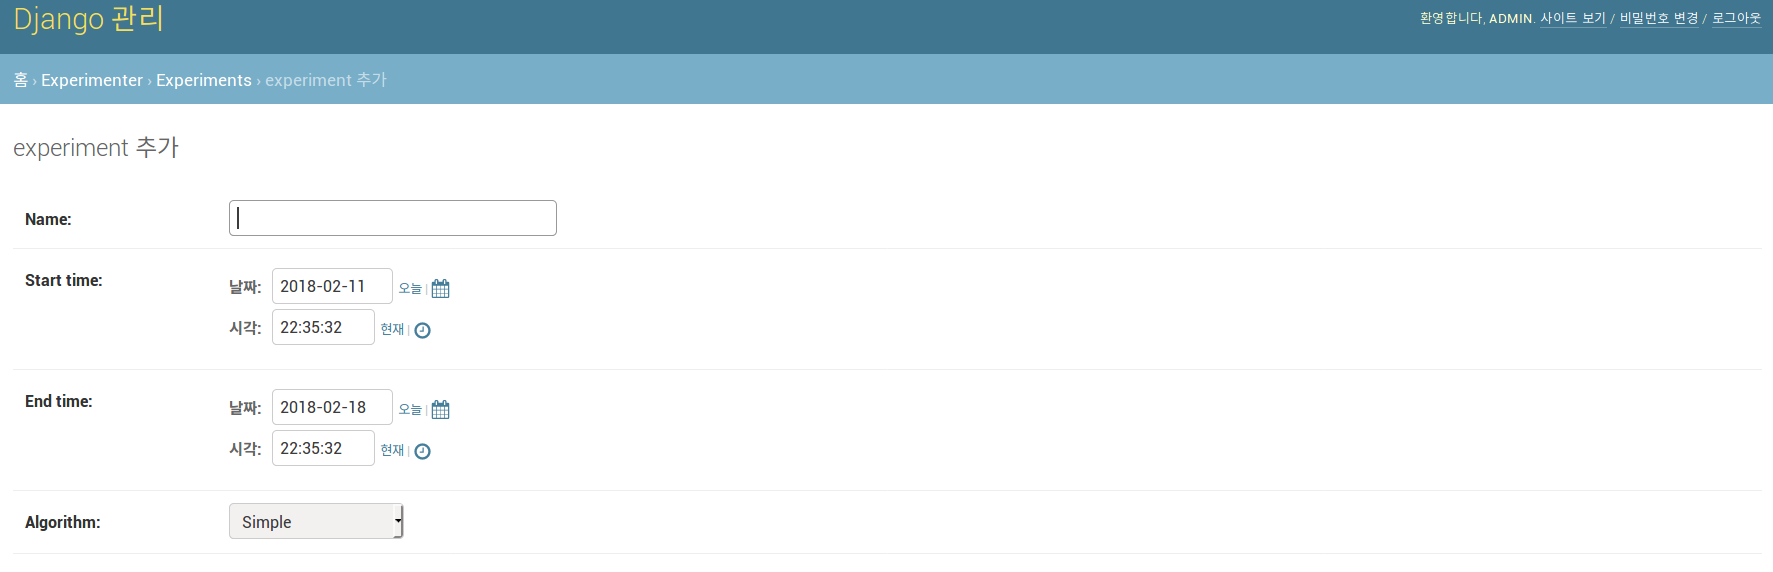 Django 관리
환영합니다, ADMIN. 사이트 보기 / 비밀번호 변경 / 로그아웃
홈 › Experimenter › Experiments › experiment 추가
experiment 추가
Name:
Start time:
날짜: 2018-02-11 오늘 |
시각: 22:35:32 현재 |
End time:
날짜: 2018-02-18 오늘 |
시각: 22:35:32 현재 |
Algorithm: Simple